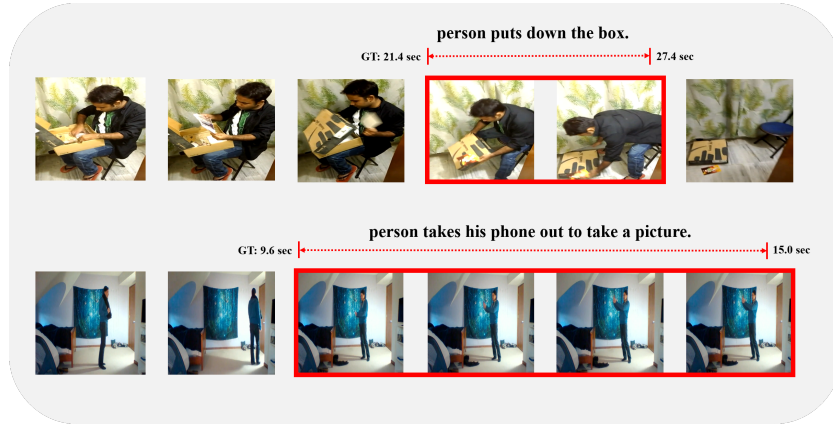 person puts down the box.
GT: 21.4 sec 27.4 sec
person takes his phone out to take a picture.
GT: 9.6 sec 15.0 sec